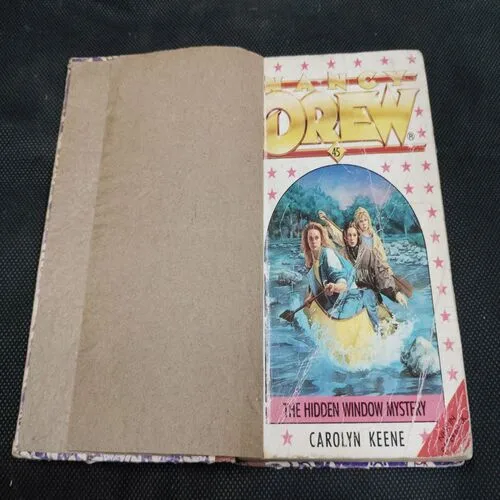 NANCY
DREW®
45
THE HIDDEN WINDOW MYSTERY
CAROLYN KEENE